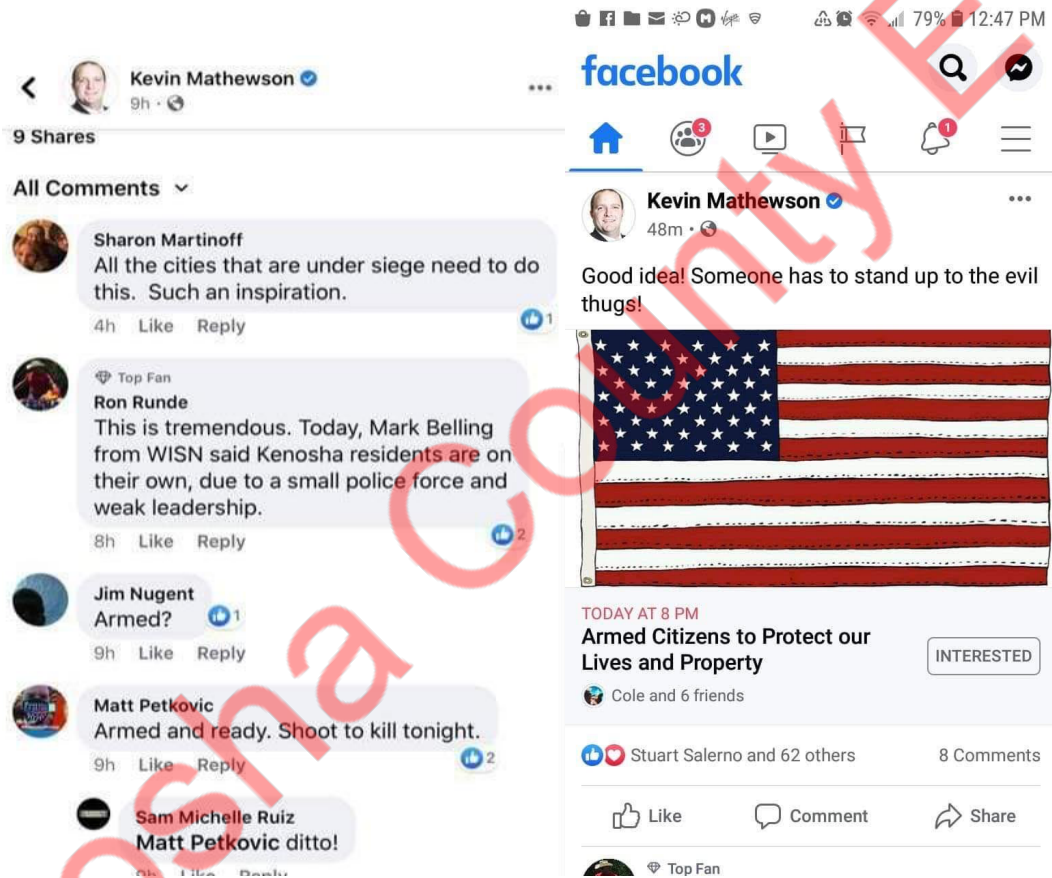 Kevin Mathewson
9h
9 Shares
All Comments
Sharon Martinoff
All the cities that are under siege need to do
this. Such an inspiration.
4h Like Reply
1
Top Fan
Ron Runde
This is tremendous. Today, Mark Belling
from WISN said Kenosha residents are on
their own, due to a small police force and
weak leadership.
8h Like Reply
2
Jim Nugent
Armed?
1
9h Like Reply
Matt Petkovic
Armed and ready. Shoot to kill tonight.
9h Like Reply
2
Sam Michelle Ruiz
Matt Petkovic ditto!
9h Like Reply
79% 12:47 PM
facebook
3
1
Kevin Mathewson
48m
Good idea! Someone has to stand up to the evil
thugs!
TODAY AT 8 PM
Armed Citizens to Protect our
Lives and Property
INTERESTED
Cole and 6 friends
Stuart Salerno and 62 others 8 Comments
Like Comment Share
Top Fan
osha County E